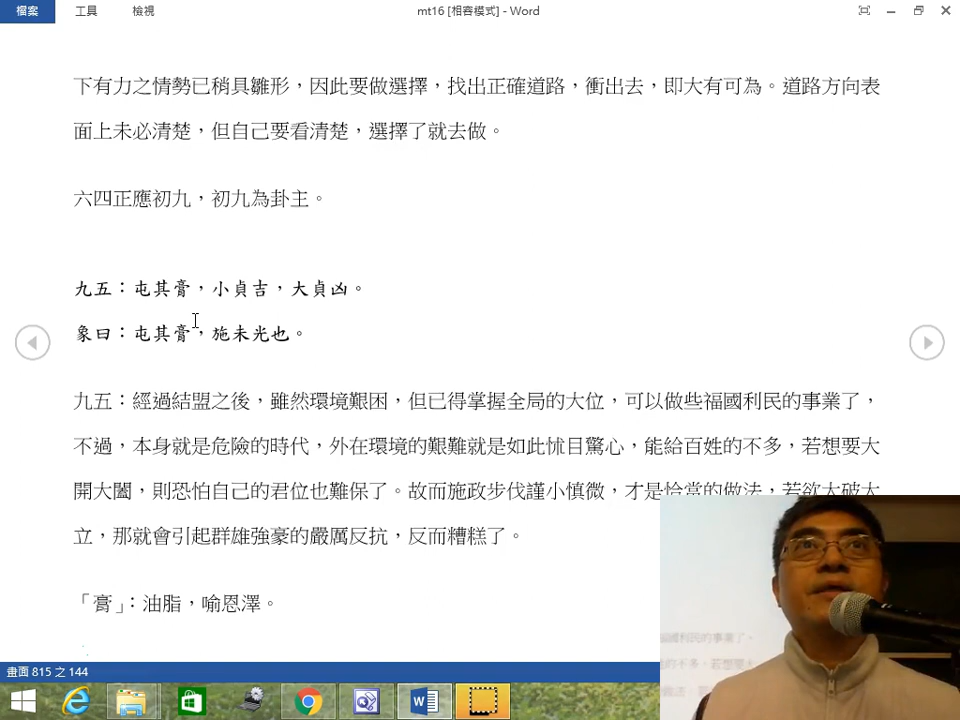 檔案 工具 檢視 mt16 [相容模式] - Word
下有力之情勢已稍具雛形，因此要做選擇，找出正確道路，衝出去，即大有可為。道路方向表
面上未必清楚，但自己要看清楚，選擇了就去做。
六四正應初九，初九為卦主。
九五：屯其膏，小貞吉，大貞凶。
象曰：屯其膏，施未光也。
九五：經過結盟之後，雖然環境艱困，但已得掌握全局的大位，可以做些福國利民的事業了，
不過，本身就是危險的時代，外在環境的艱難就是如此怵目驚心，能給百姓的不多，若想要大
開大闔，則恐怕自己的君位也難保了。故而施政步伐謹小慎微，才是恰當的做法，若欲大破大
立，那就會引起群雄強豪的嚴厲反抗，反而糟糕了。
「膏」：油脂，喻恩澤。
畫面 815 之 144